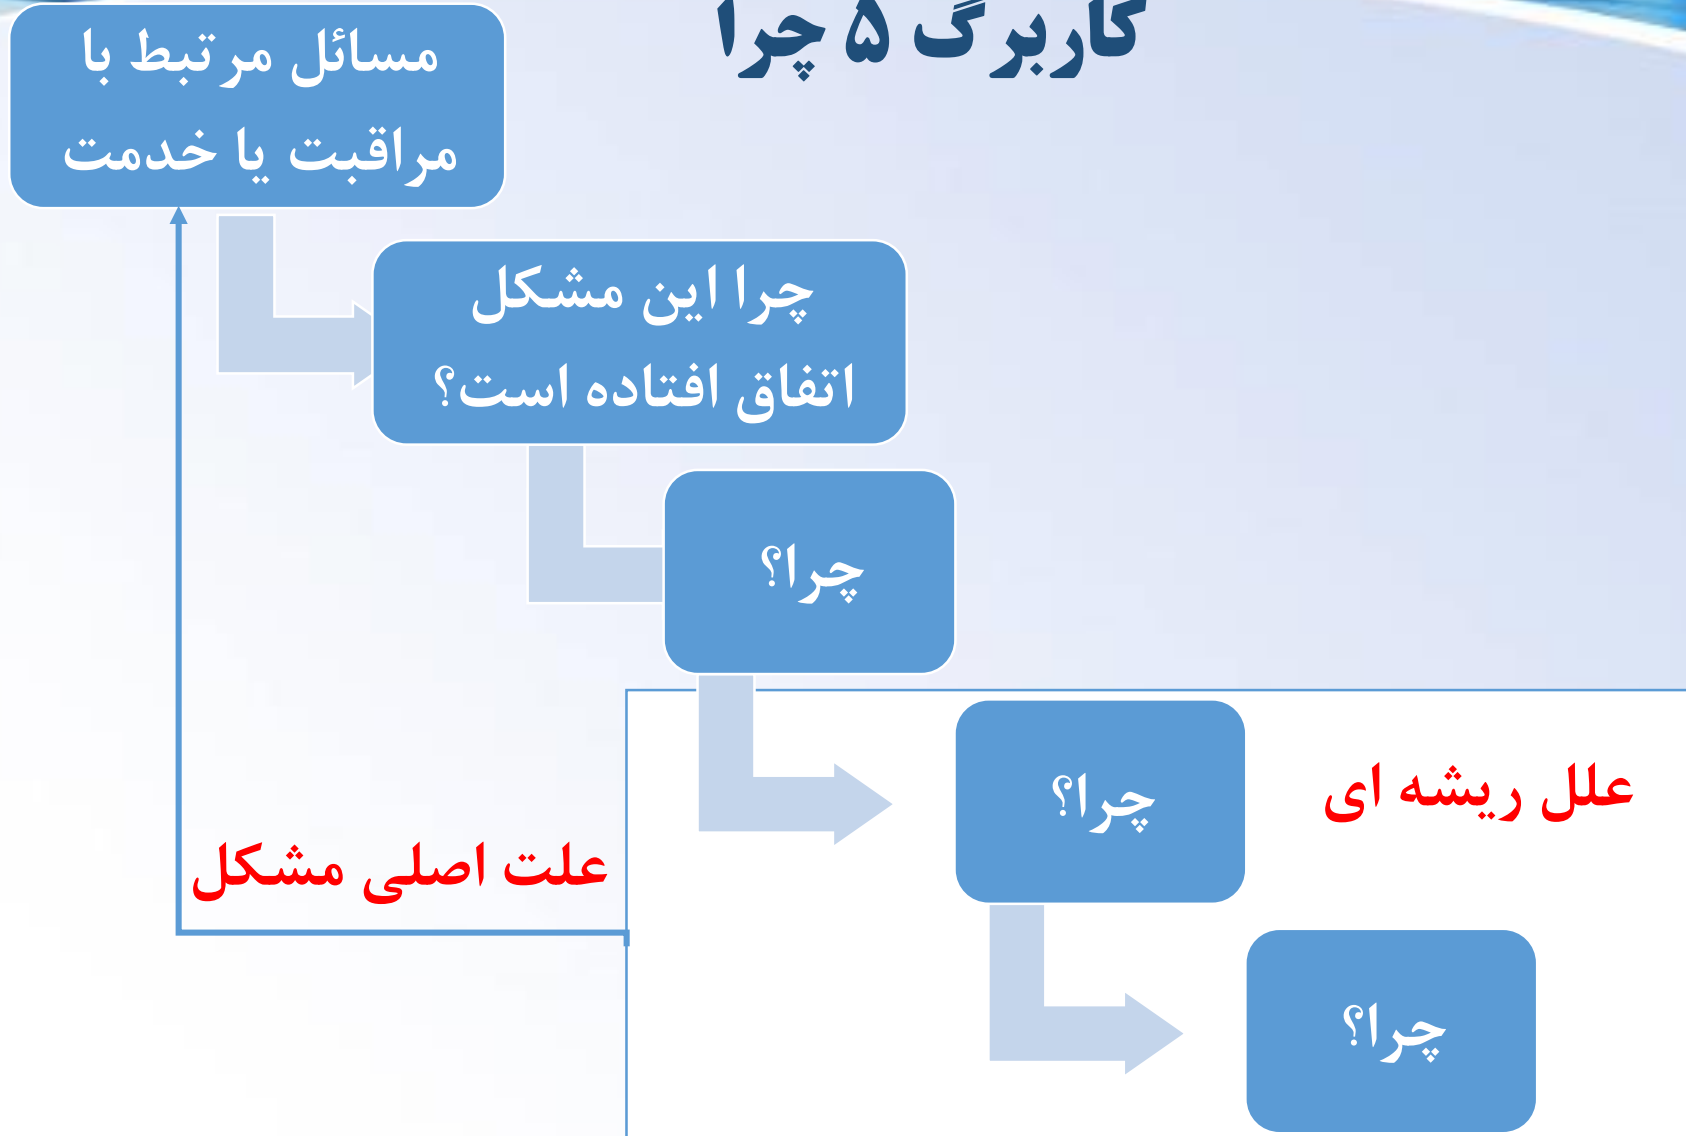 کاربرگ ۵ چرا
مسائل مرتبط با
مراقبت یا خدمت
چرا این مشکل
اتفاق افتاده است؟
چرا؟
چرا؟
علل ریشه ای
علت اصلی مشکل
چرا؟